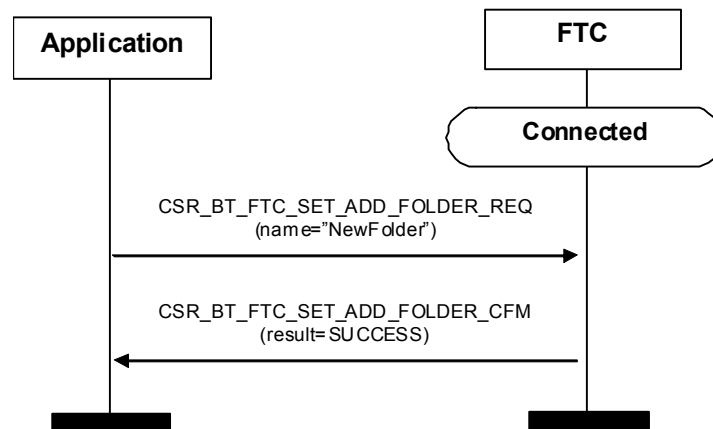 Application
FTC
Connected
CSR_BT_FTC_SET_ADD_FOLDER_REQ
(name=”NewFolder”)
CSR_BT_FTC_SET_ADD_FOLDER_CFM
(result=SUCCESS)